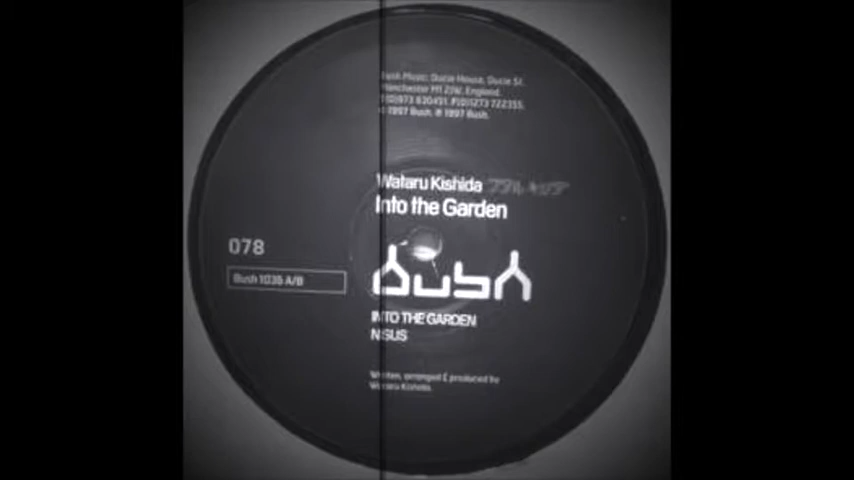 Bush Music: Ducie House, Ducie St.
Manchester M1 2JW, England.
© 1997 Bush. ℗ 1997 Bush.
Wataru Kishida
Into the Garden
078
Bush 1035 A/B
bush
INTO THE GARDEN
NISUS
Written, arranged & produced by
Wataru Kishida.